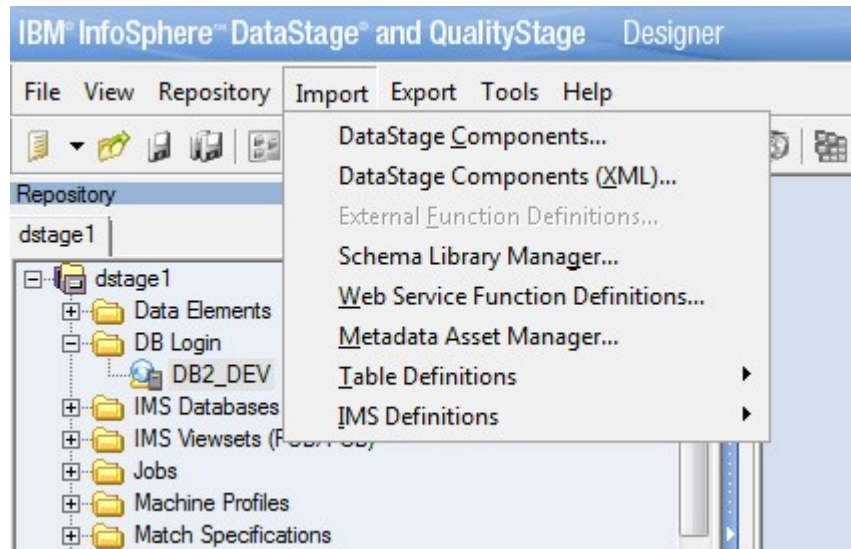 IBM® InfoSphere™ DataStage® and QualityStage Designer
File View Repository Import Export Tools Help
DataStage Components...
DataStage Components (XML)...
External Function Definitions...
Schema Library Manager...
Web Service Function Definitions...
Metadata Asset Manager...
Table Definitions
IMS Definitions
Repository
dstage1
dstage1
Data Elements
DB Login
DB2_DEV
IMS Databases
IMS Viewsets
Jobs
Machine Profiles
Match Specifications